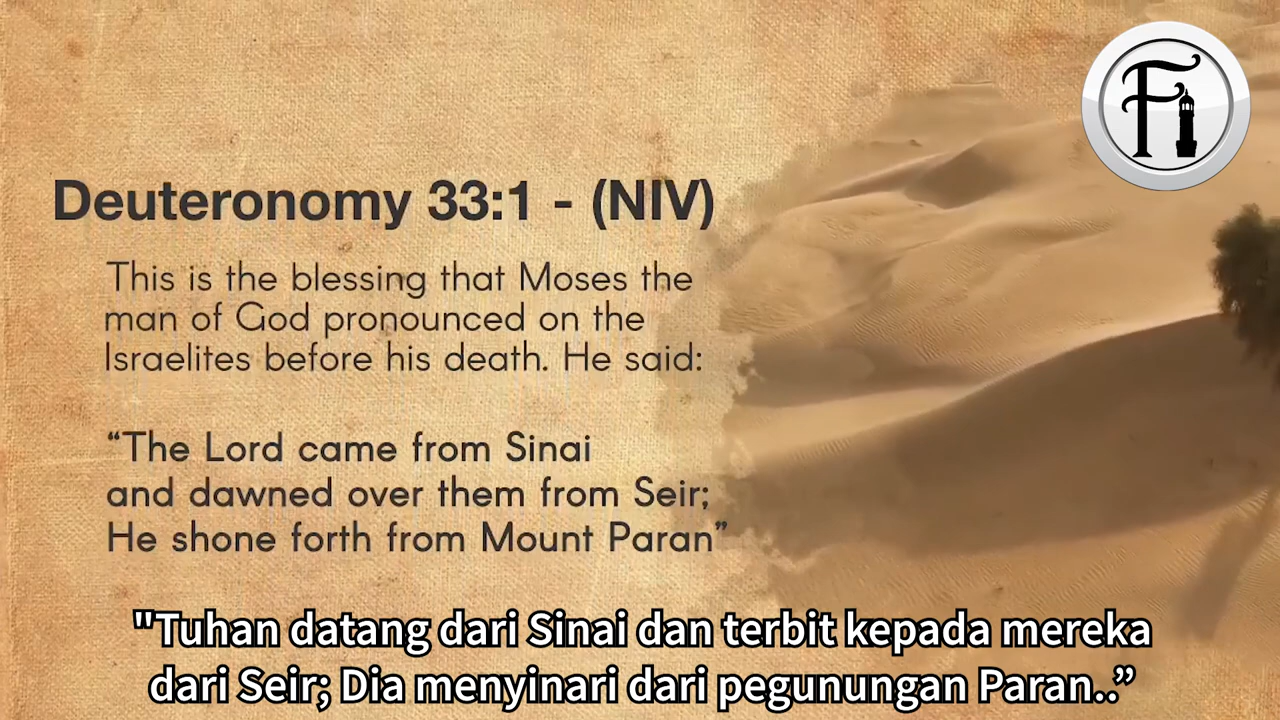 Fi
Deuteronomy 33:1 - (NIV)
This is the blessing that Moses the
man of God pronounced on the
Israelites before his death. He said:
“The Lord came from Sinai
and dawned over them from Seir;
He shone forth from Mount Paran”
"Tuhan datang dari Sinai dan terbit kepada mereka
dari Seir; Dia menyinari dari pegunungan Paran..”